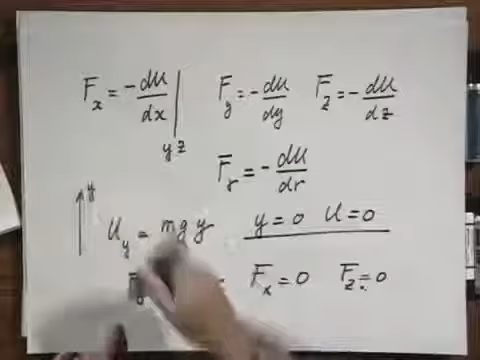 F_x = -du/dx | y z F_y = -du/dy F_z = -du/dz
F_r = -du/dr
y U_y = mgy y=0 U=0
F_x=0 F_z=0